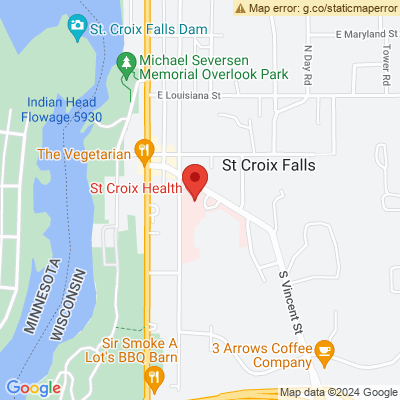 Map error: g.co/staticmaperror
St. Croix Falls Dam
E Maryland St
N Day Rd
Tower Rd
Michael Seversen
Memorial Overlook Park
E Louisiana St
Indian Head
Flowage 5930
The Vegetarian
St Croix Falls
St Croix Health
MINNESOTA
WISCONSIN
S Vincent St
Sir Smoke A
Lot's BBQ Barn
3 Arrows Coffee
Company
Google
Map data ©2024 Google